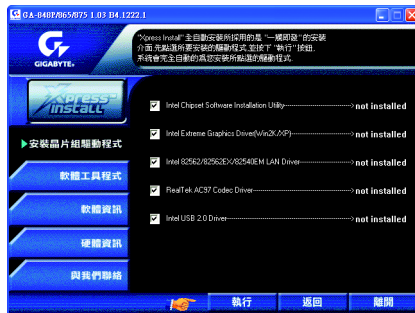 GA-848P/865/875 1.03 B4.1222.1
GIGABYTE
"Xpress Install" 全自動安裝所採用的是 "一觸即發" 的安裝
介面.先點選所要安裝的驅動程式,並按下 "執行" 按鈕.
系統會完全自動的為您安裝所點選的驅動程式.
Xpress
INSTALL
Intel Chipset Software Installation Utility not installed
安裝晶片組驅動程式
Intel Extreme Graphics Driver(Win2K/XP) not installed
軟體工具程式
Intel 82562/82562EX/82540EM LAN Driver not installed
軟體資訊
RealTek AC97 Codec Driver not installed
硬體資訊
Intel USB 2.0 Driver not installed
與我們聯絡
執行 返回 離開